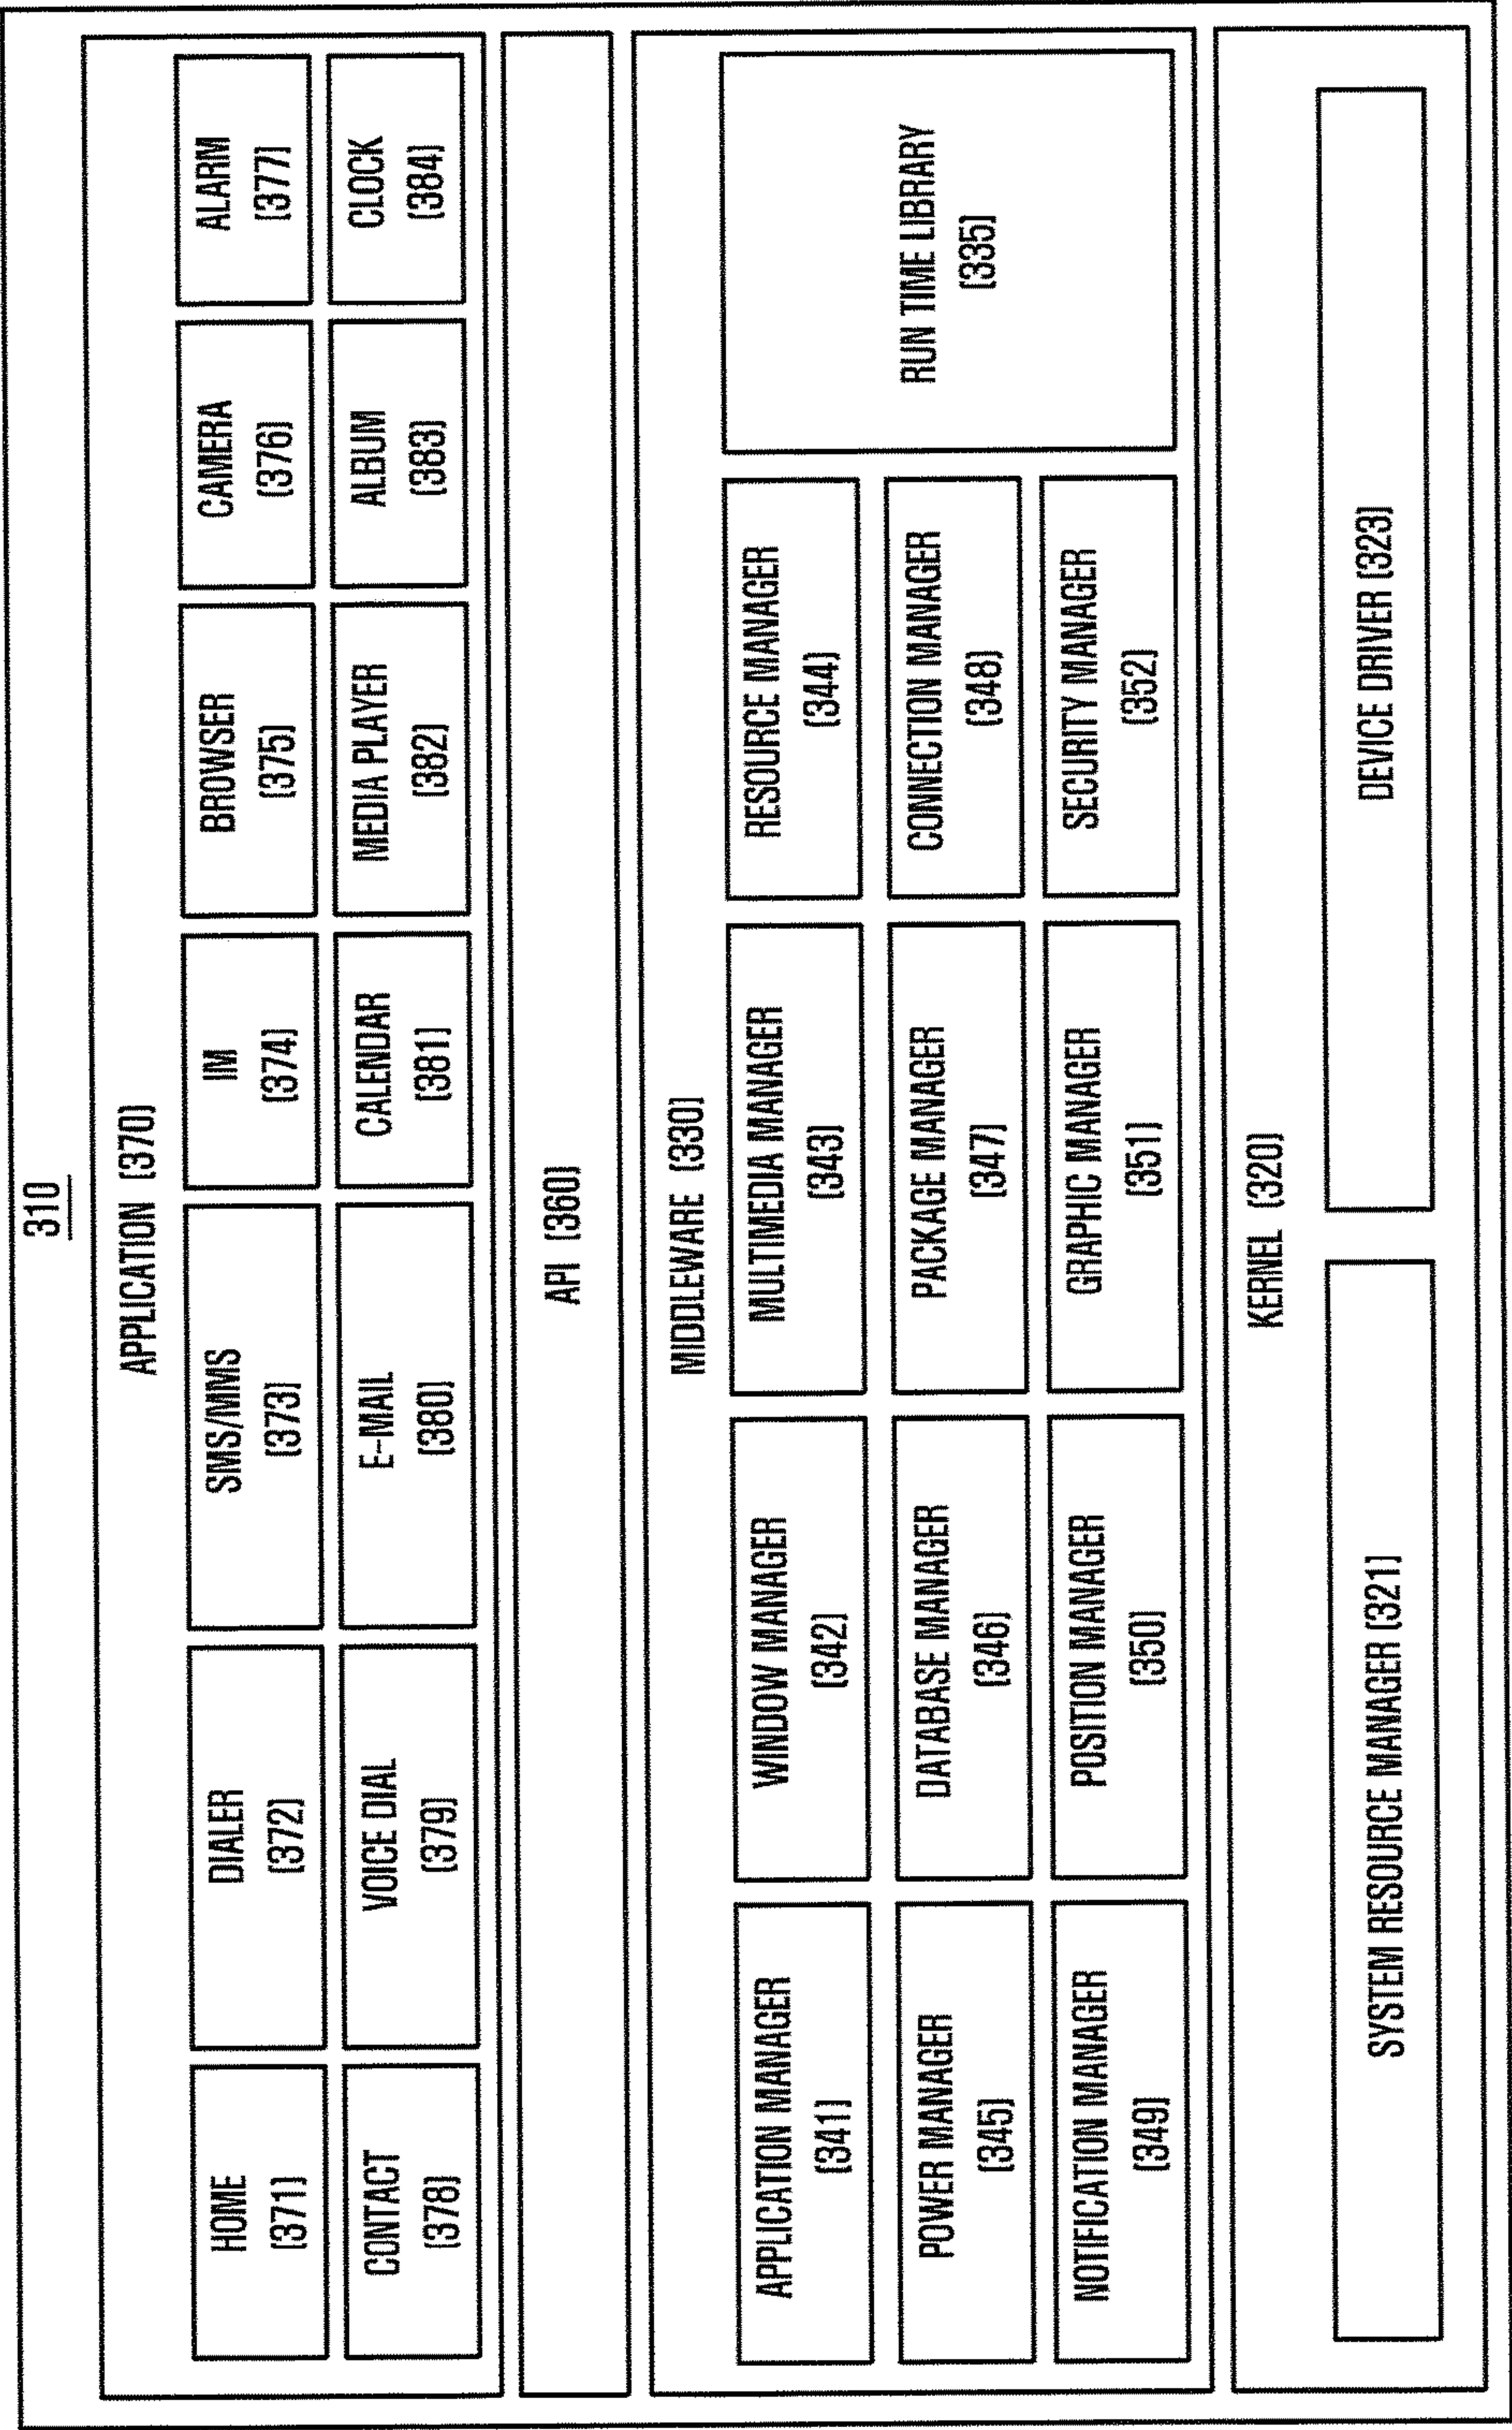 310
APPLICATION (370)
HOME
(371)
DIALER
(372)
SMS/MMS
(373)
IM
(374)
BROWSER
(375)
CAMERA
(376)
ALARM
(377)
CONTACT
(378)
VOICE DIAL
(379)
E-MAIL
(380)
CALENDAR
(381)
MEDIA PLAYER
(382)
ALBUM
(383)
CLOCK
(384)
API (360)
MIDDLEWARE (330)
APPLICATION MANAGER
(341)
WINDOW MANAGER
(342)
MULTIMEDIA MANAGER
(343)
RESOURCE MANAGER
(344)
POWER MANAGER
(345)
DATABASE MANAGER
(346)
PACKAGE MANAGER
(347)
CONNECTION MANAGER
(348)
NOTIFICATION MANAGER
(349)
POSITION MANAGER
(350)
GRAPHIC MANAGER
(351)
SECURITY MANAGER
(352)
RUN TIME LIBRARY
(335)
KERNEL (320)
SYSTEM RESOURCE MANAGER (321)
DEVICE DRIVER (323)